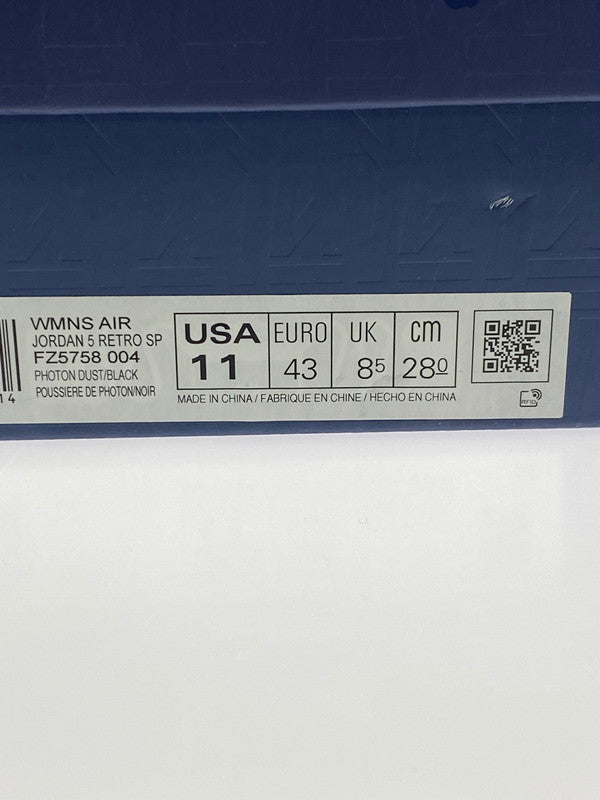 WMNS AIR
JORDAN 5 RETRO SP
FZ5758 004
PHOTON DUST/BLACK
POUSSIERE DE PHOTON/NOIR
14
USA EURO UK cm
11 43 85 280
MADE IN CHINA / FABRIQUE EN CHINE / HECHO EN CHINA
RFID